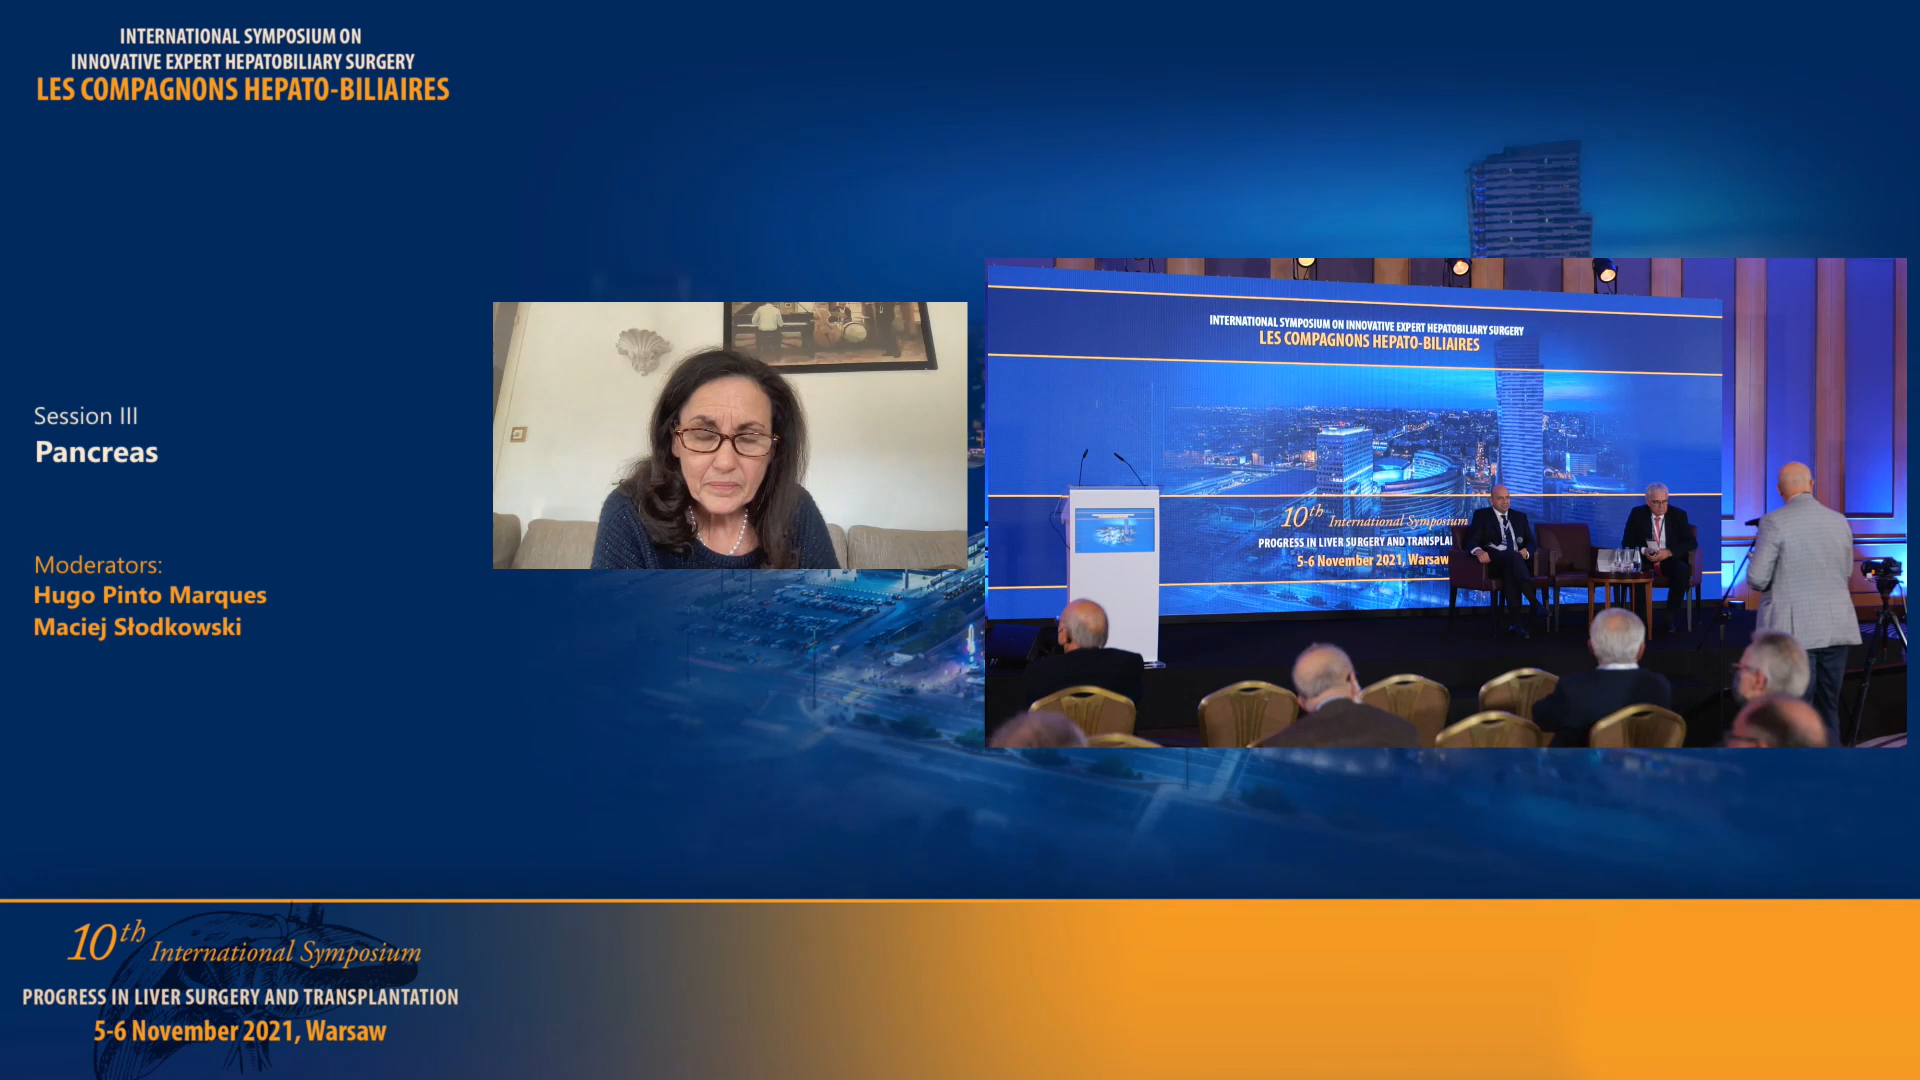 INTERNATIONAL SYMPOSIUM ON
INNOVATIVE EXPERT HEPATOBILIARY SURGERY
LES COMPAGNONS HEPATO-BILIAIRES
Session III
Pancreas
Moderators:
Hugo Pinto Marques
Maciej Słodkowski
INTERNATIONAL SYMPOSIUM ON INNOVATIVE EXPERT HEPATOBILIARY SURGERY
LES COMPAGNONS HEPATO-BILIAIRES
10th International Symposium
PROGRESS IN LIVER SURGERY AND TRANSPLA
5-6 November 2021, Warsaw
10th International Symposium
PROGRESS IN LIVER SURGERY AND TRANSPLANTATION
5-6 November 2021, Warsaw